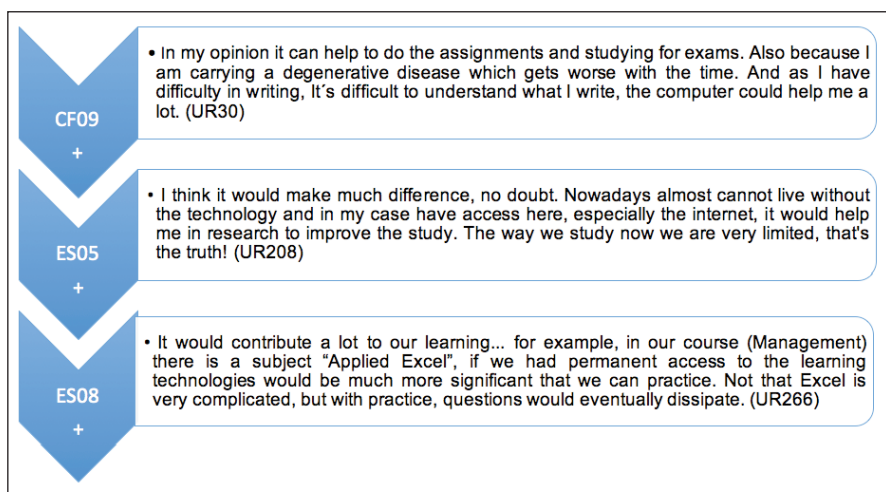 • In my opinion it can help to do the assignments and studying for exams. Also because I
am carrying a degenerative disease which gets worse with the time. And as I have
difficulty in writing, It´s difficult to understand what I write, the computer could help me a
lot. (UR30)
CF09
+
• I think it would make much difference, no doubt. Nowadays almost cannot live without
the technology and in my case have access here, especially the internet, it would help
me in research to improve the study. The way we study now we are very limited, that's
the truth! (UR208)
ES05
+
• It would contribute a lot to our learning... for example, in our course (Management)
there is a subject “Applied Excel”, if we had permanent access to the learning
technologies would be much more significant that we can practice. Not that Excel is
very complicated, but with practice, questions would eventually dissipate. (UR266)
ES08
+